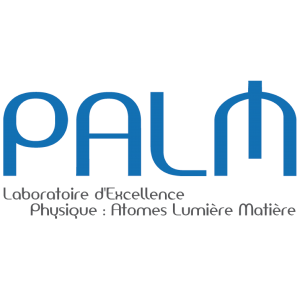 PALM
Laboratoire d'Excellence
Physique : Atomes Lumière Matière